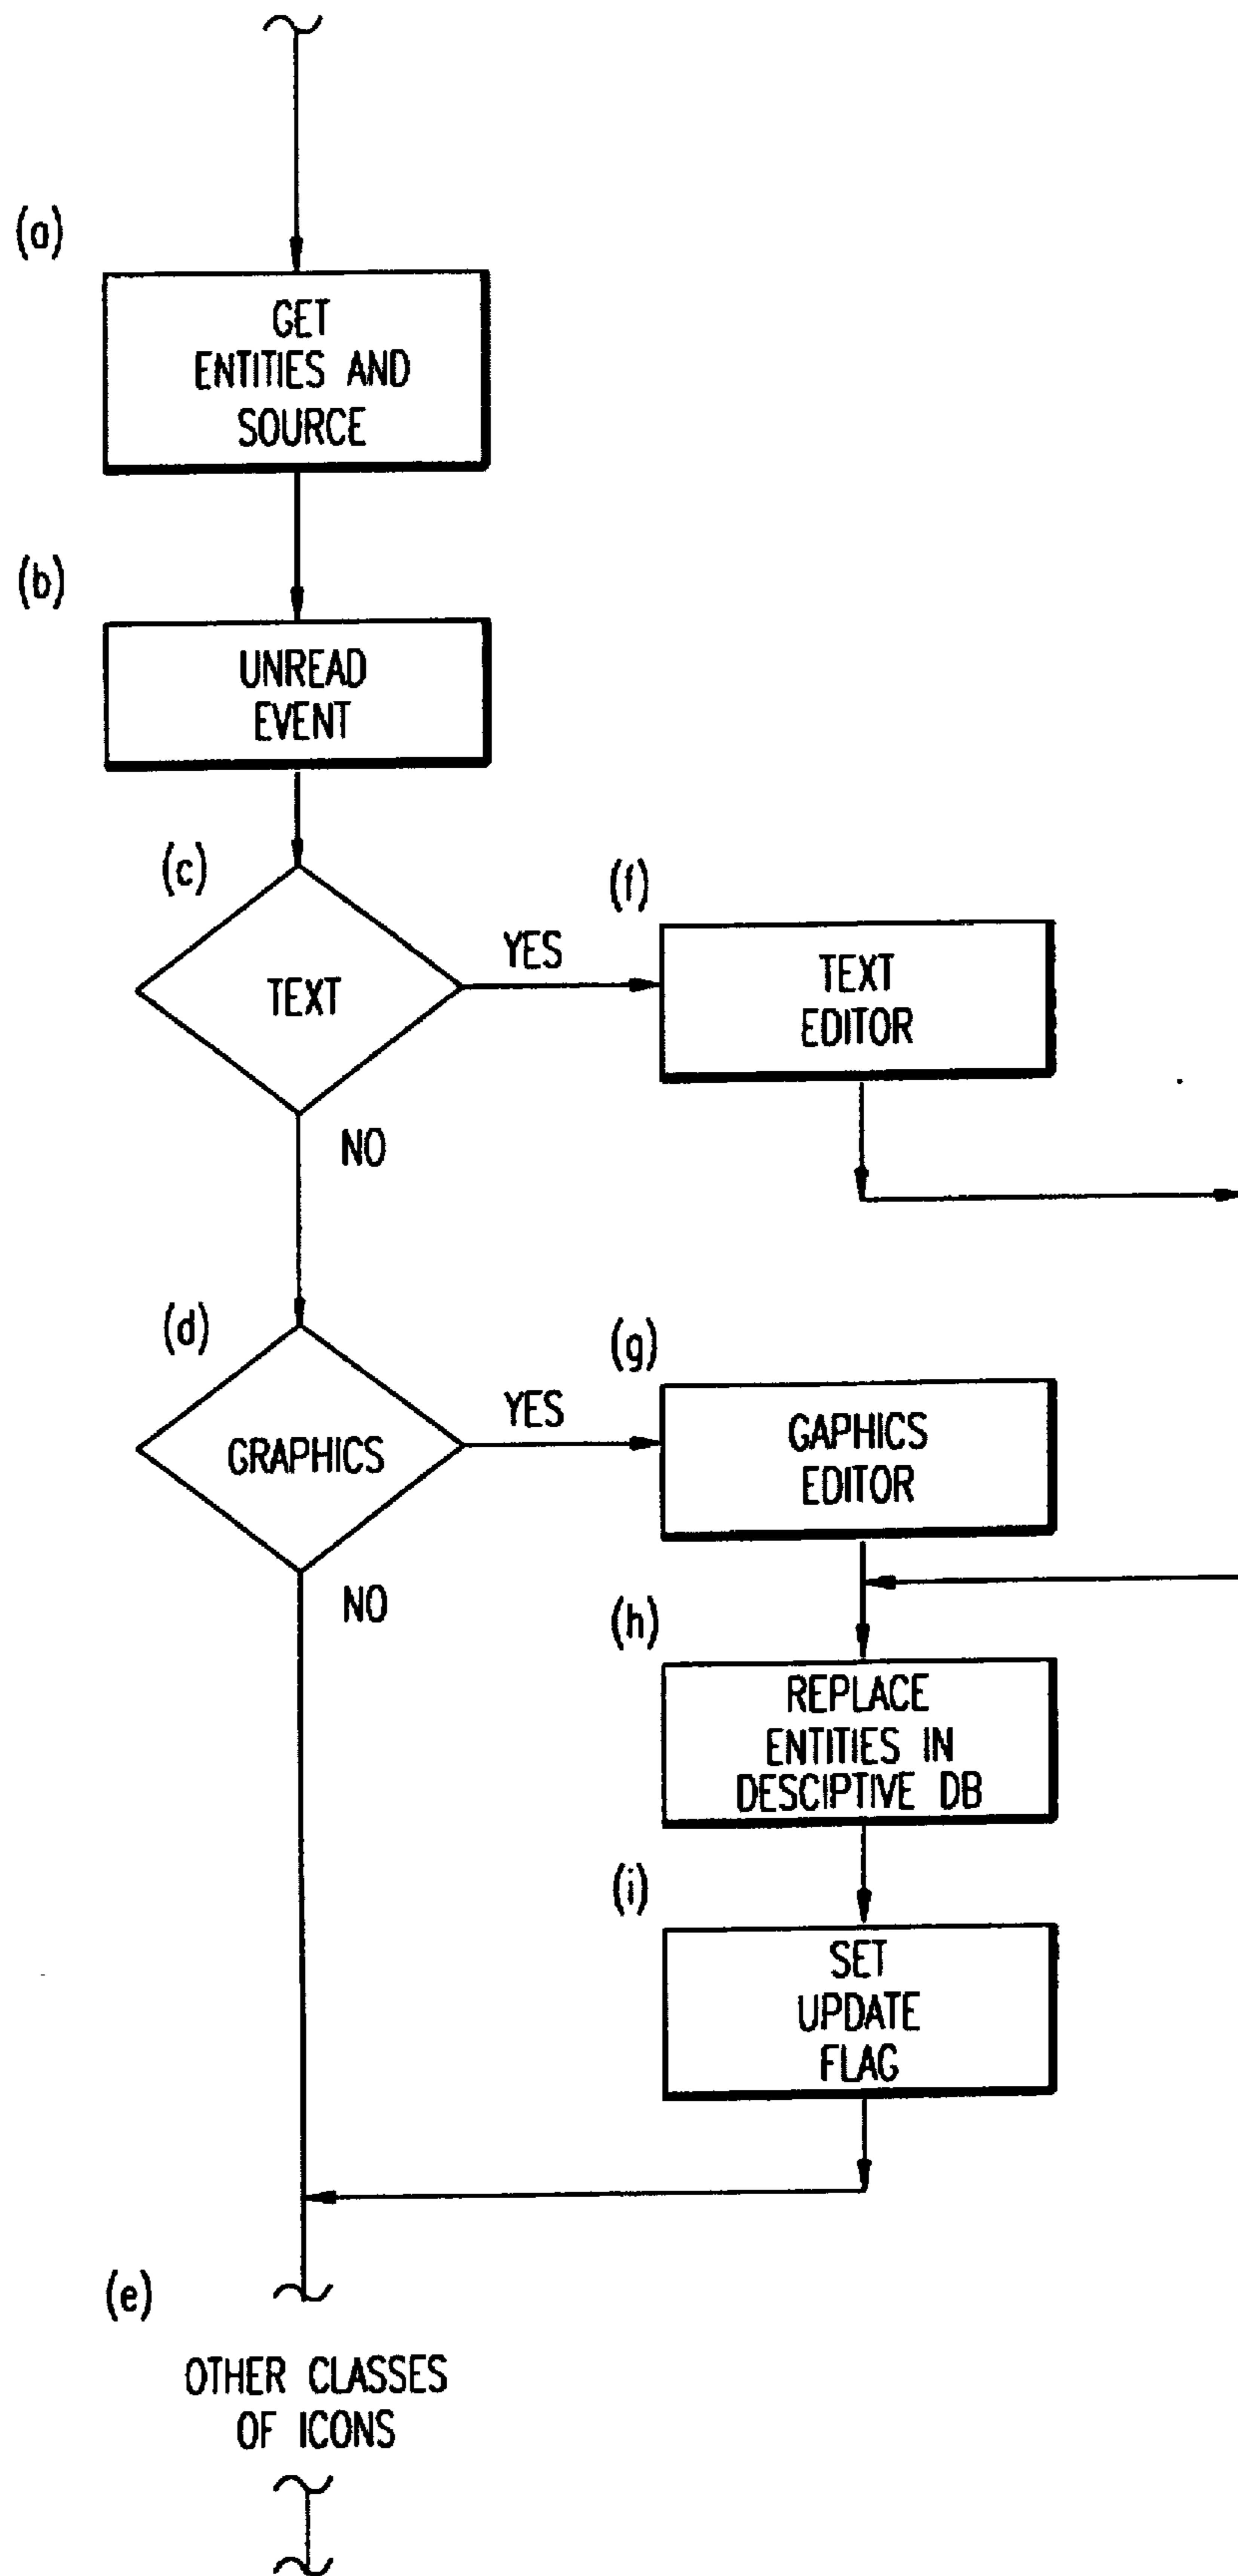 (a)
GET
ENTITIES AND
SOURCE
(b)
UNREAD
EVENT
(c)
TEXT
YES
NO
(f)
TEXT
EDITOR
(d)
GRAPHICS
YES
NO
(g)
GAPHICS
EDITOR
(h)
REPLACE
ENTITIES IN
DESCIPTIVE DB
(i)
SET
UPDATE
FLAG
(e)
OTHER CLASSES
OF ICONS